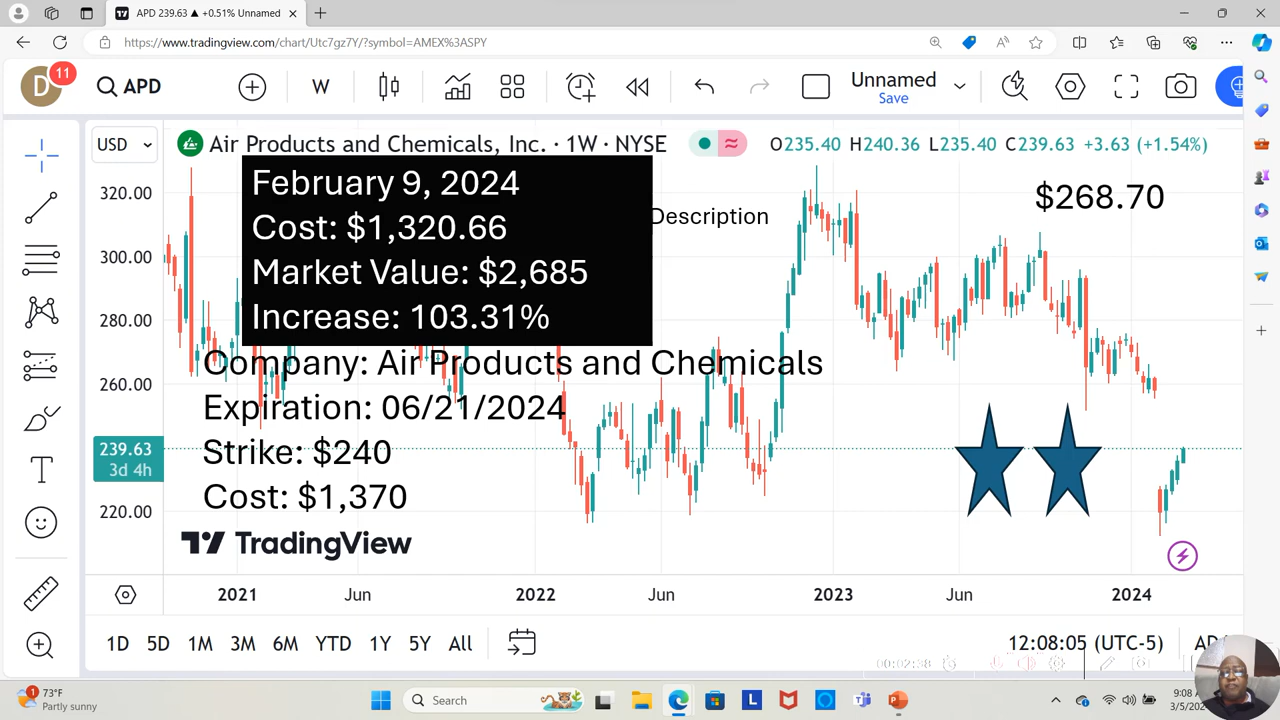 APD 239.63 ▲ +0.51% Unnamed
https://www.tradingview.com/chart/Utc7gz7Y/?symbol=AMEX%3ASPY
D
11
APD
W
Unnamed
Save
USD
Air Products and Chemicals, Inc. · 1W · NYSE
O235.40 H240.36 L235.40 C239.63 +3.63 (+1.54%)
February 9, 2024
Cost: $1,320.66
Market Value: $2,685
Increase: 103.31%
Description
$268.70
Company: Air Products and Chemicals
Expiration: 06/21/2024
Strike: $240
Cost: $1,370
320.00
300.00
280.00
260.00
239.63
3d 4h
220.00
TradingView
2021 Jun 2022 Jun 2023 Jun 2024
1D 5D 1M 3M 6M YTD 1Y 5Y All
12:08:05 (UTC-5)
00:02:38
1
73°F
Partly sunny
Search
9:08